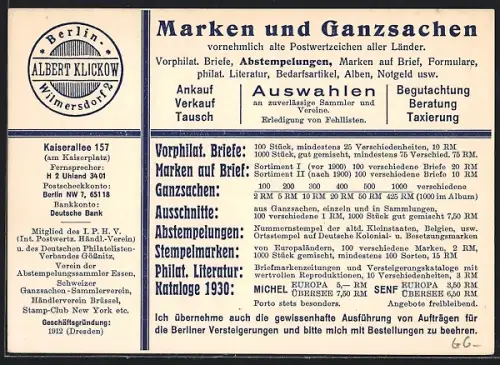 Berlin-
ALBERT KLICKOW
Wilmersdorf 2
Kaiserallee 157
(am Kaiserplatz)
Fernsprecher:
H 2 Uhland 3401
Postscheckkonto:
Berlin NW 7, 65118
Bankkonto:
Deutsche Bank
Mitglied des I. P. H. V.
(Int. Postwertz. Händl.-Verein)
u. des Deutschen Philatelisten-
Verbandes Gößnitz,
Verein der
Abstempelungssammler Essen,
Schweizer
Ganzsachen-Sammlerverein,
Händlerverein Brüssel,
Stamp-Club New York etc.
Geschäftsgründung:
1912 (Dresden)
Marken und Ganzsachen
vornehmlich alte Postwertzeichen aller Länder.
Vorphilat. Briefe, Abstempelungen, Marken auf Brief, Formulare,
philat. Literatur, Bedarfsartikel, Alben, Notgeld usw.
Ankauf
Verkauf
Tausch
Auswahlen
an zuverlässige Sammler und
Vereine.
Erledigung von Fehllisten.
Begutachtung
Beratung
Taxierung
Vorphilat. Briefe: 100 Stück, mindestens 25 Verschiedenheiten, 10 RM
1000 Stück, gut gemischt, mindestens 75 Verschied. 75 RM.
Marken auf Brief: Sortiment I (vor 1900) 100 verschiedene Briefe 20 RM
Sortiment II (nach 1900) 100 verschiedene Briefe 10 RM
Ganzsachen: 100 200 300 400 500 1000 verschiedene
2 RM 5 RM 10 RM 20 RM 50 RM 425 RM (1000 im Album)
Ausschnitte: aus Ganzsachen, einzeln und in Sammlungen,
100 verschiedene 1 RM, 1000 Stück gut gemischt 7,50 RM
Abstempelungen: Nummernstempel der altd. Kleinstaaten, Belgien, usw.
Ortsstempel auf Deutsche Kolonial- u. Besetzungsmarken
Stempelmarken: von Europaländern, 100 verschiedene Marken, 2 RM,
1000 Stück gemischt, mindestens 100 Sorten, 15 RM
Philat. Literatur: Briefmarkenzeitungen und Versteigerungskataloge mit
wertvollen Reproduktionen, 10 Verschiedenheiten, 3 RM
Kataloge 1930: MICHEL EUROPA 5,— RM SENF EUROPA 3,50 RM
ÜBERSEE 7,50 RM ÜBERSEE 6,50 RM
Porto stets besonders. Angebote freibleibend.
Ich übernehme auch die gewissenhafte Ausführung von Aufträgen für
die Berliner Versteigerungen und bitte mich mit Bestellungen zu beehren.